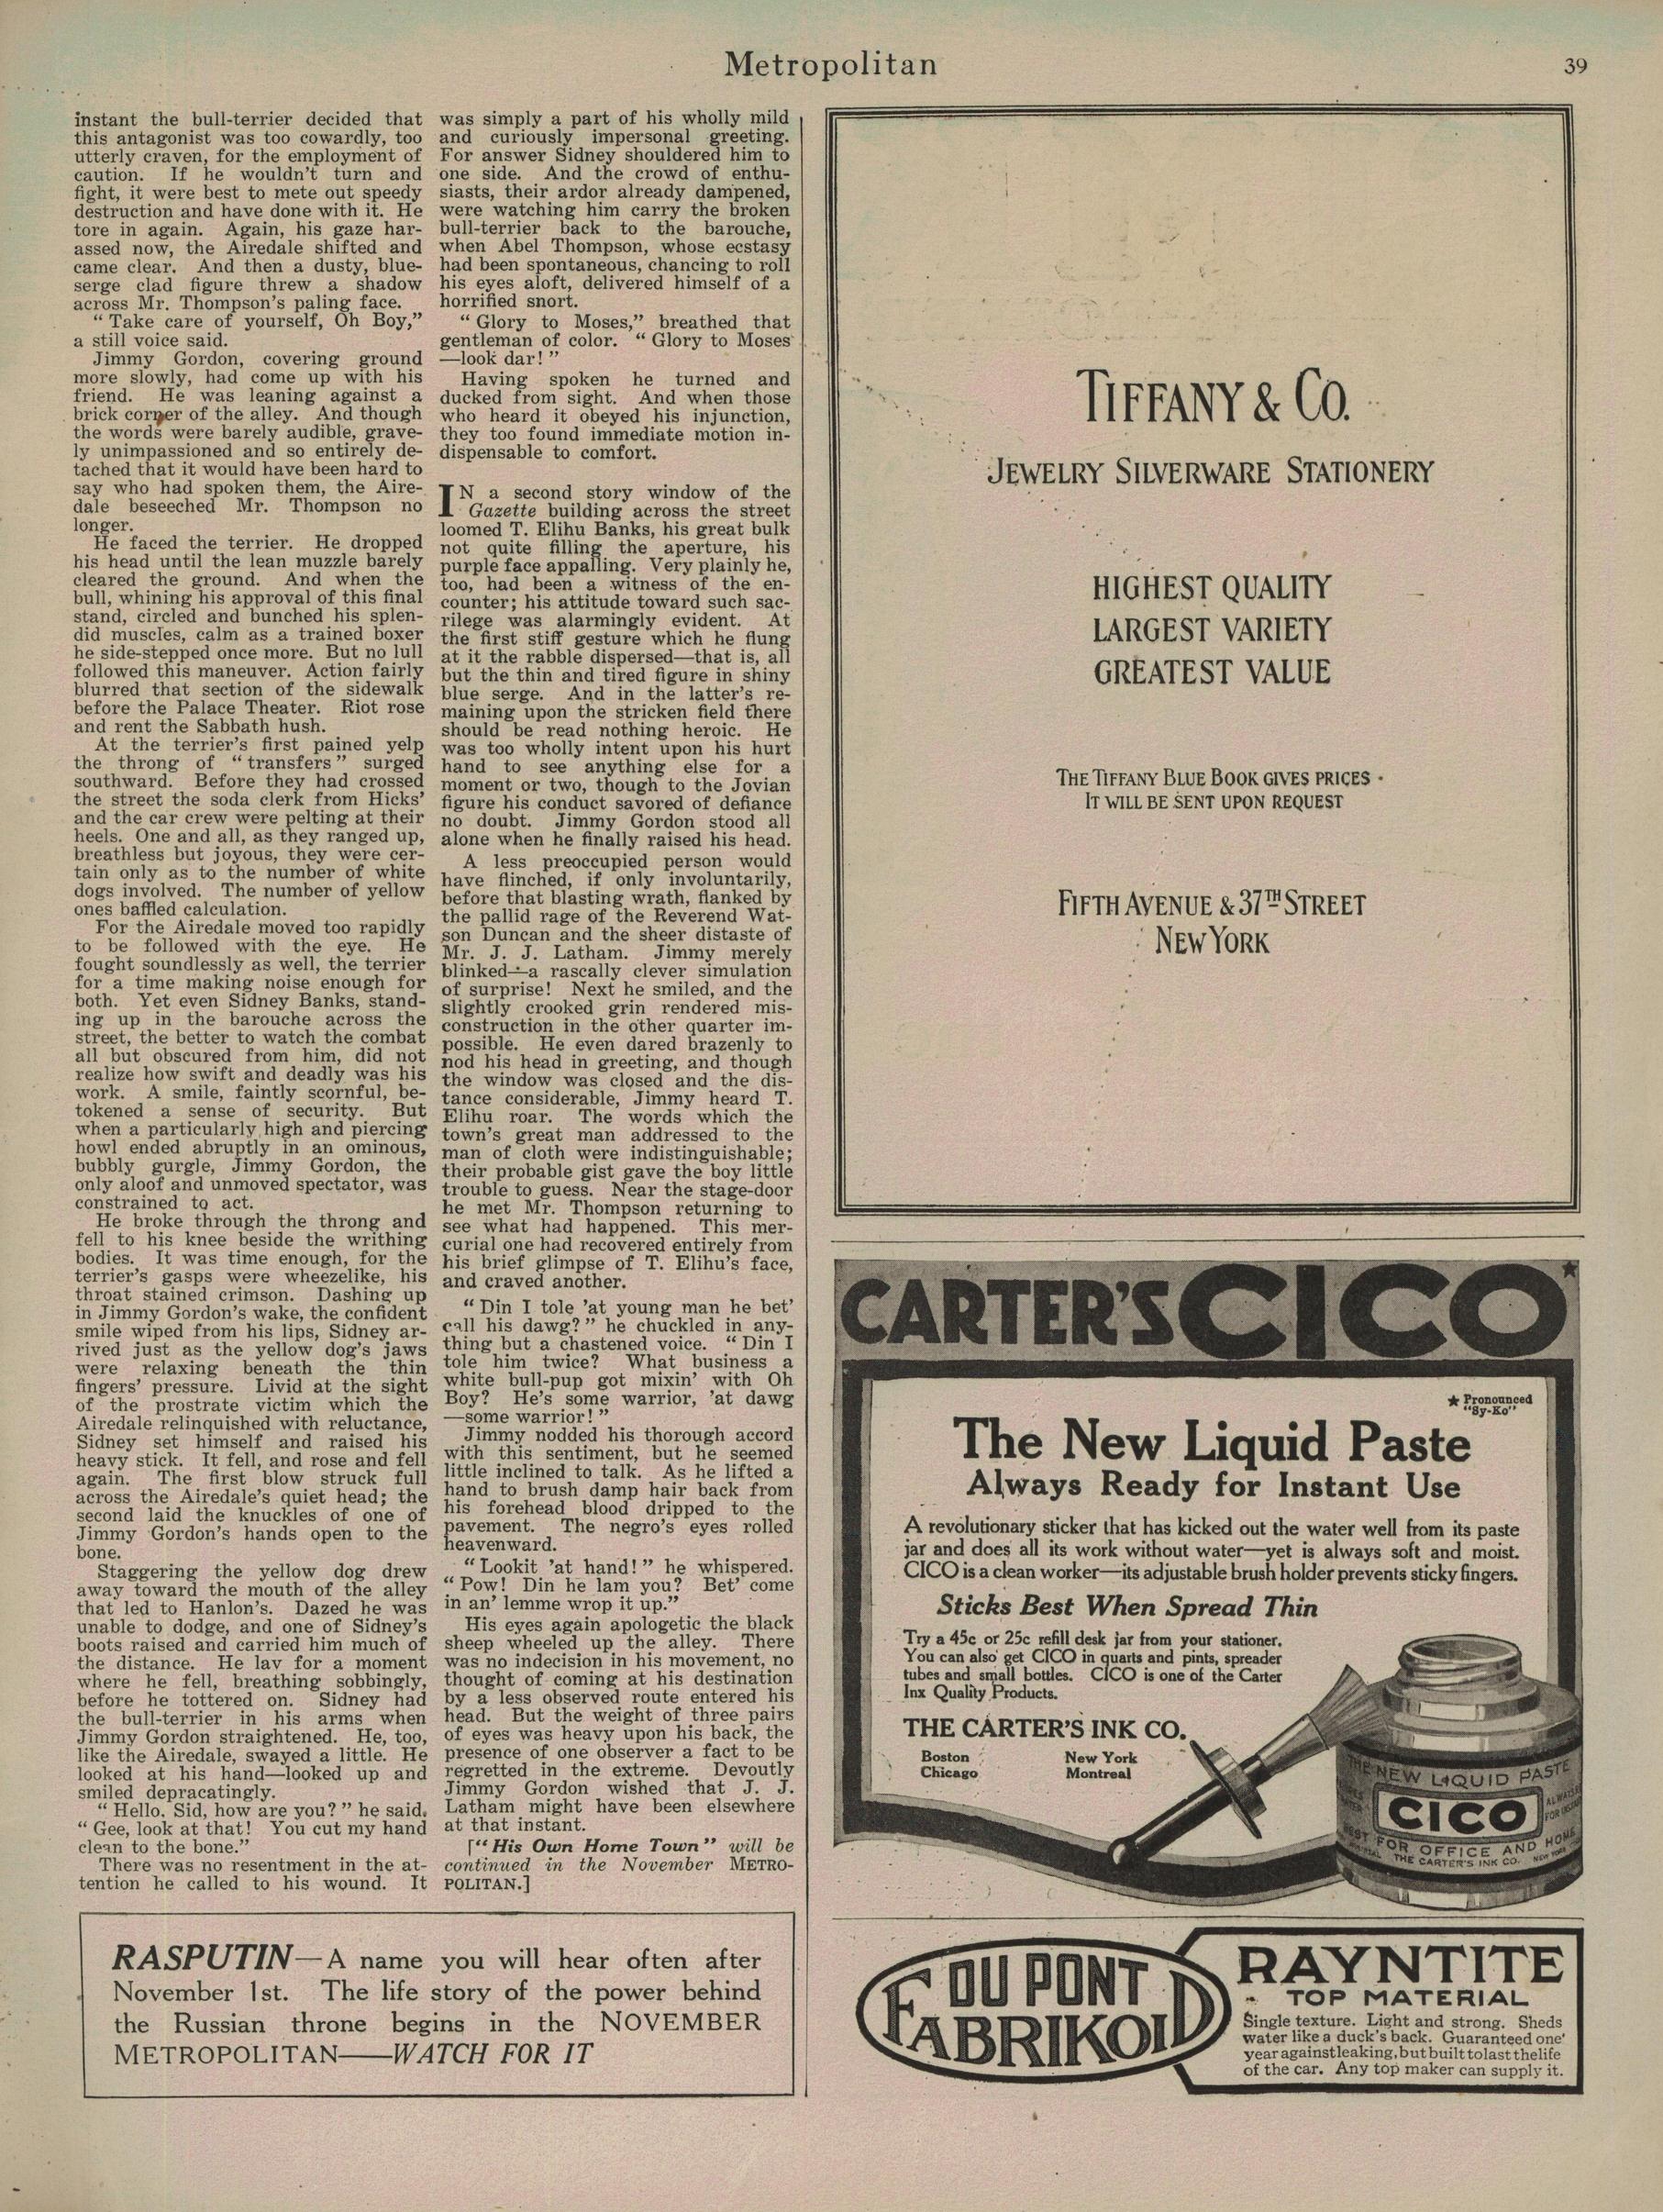 Metropolitan
39
instant the bull-terrier decided that
this antagonist was too cowardly, too
utterly craven, for the employment of
caution. If he wouldn't turn and
fight, it were best to mete out speedy
destruction and have done with it. He
tore in again. Again, his gaze har-
assed now, the Airedale shifted and
came clear. And then a dusty, blue-
serge clad figure threw a shadow
across Mr. Thompson's paling face.
“Take care of yourself, Oh Boy,”
a still voice said.
Jimmy Gordon, covering ground
more slowly, had come up with his
friend. He was leaning against a
brick corner of the alley. And though
the words were barely audible, grave-
ly unimpassioned and so entirely de-
tached that it would have been hard to
say who had spoken them, the Aire-
dale beseeched Mr. Thompson no
longer.
He faced the terrier. He dropped
his head until the lean muzzle barely
cleared the ground. And when the
bull, whining his approval of this final
stand, circled and bunched his splen-
did muscles, calm as a trained boxer
he side-stepped once more. But no lull
followed this maneuver. Action fairly
blurred that section of the sidewalk
before the Palace Theater. Riot rose
and rent the Sabbath hush.
At the terrier's first pained yelp
the throng of “transfers” surged
southward. Before they had crossed
the street the soda clerk from Hicks'
and the car crew were pelting at their
heels. One and all, as they ranged up,
breathless but joyous, they were cer-
tain only as to the number of white
dogs involved. The number of yellow
ones baffled calculation.
For the Airedale moved too rapidly
to be followed with the eye. He
fought soundlessly as well, the terrier
for a time making noise enough for
both. Yet even Sidney Banks, stand-
ing up in the barouche across the
street, the better to watch the combat
all but obscured from him, did not
realize how swift and deadly was his
work. A smile, faintly scornful, be-
tokened a sense of security. But
when a particularly high and piercing
howl ended abruptly in an ominous,
bubbly gurgle, Jimmy Gordon, the
only aloof and unmoved spectator, was
constrained to act.
He broke through the throng and
fell to his knee beside the writhing
bodies. It was time enough, for the
terrier's gasps were wheezelike, his
throat stained crimson. Dashing up
in Jimmy Gordon's wake, the confident
smile wiped from his lips, Sidney ar-
rived just as the yellow dog's jaws
were relaxing beneath the thin
fingers' pressure. Livid at the sight
of the prostrate victim which the
Airedale relinquished with reluctance,
Sidney set himself and raised his
heavy stick. It fell, and rose and fell
again. The first blow struck full
across the Airedale's quiet head; the
second laid the knuckles of one of
Jimmy Gordon's hands open to the
bone.
Staggering the yellow dog drew
away toward the mouth of the alley
that led to Hanlon's. Dazed he was
unable to dodge, and one of Sidney's
boots raised and carried him much of
the distance. He lay for a moment
where he fell, breathing sobbingly,
before he tottered on. Sidney had
the bull-terrier in his arms when
Jimmy Gordon straightened. He, too,
like the Airedale, swayed a little. He
looked at his hand—looked up and
smiled depracatingly.
“Hello. Sid, how are you?” he said.
“Gee, look at that! You cut my hand
clean to the bone.”
There was no resentment in the at-
tention he called to his wound. It
was simply a part of his wholly mild
and curiously impersonal greeting.
For answer Sidney shouldered him to
one side. And the crowd of enthu-
siasts, their ardor already dampened,
were watching him carry the broken
bull-terrier back to the barouche,
when Abel Thompson, whose ecstasy
had been spontaneous, chancing to roll
his eyes aloft, delivered himself of a
horrified snort.
“Glory to Moses,” breathed that
gentleman of color. “Glory to Moses
—look dar!”
Having spoken he turned and
ducked from sight. And when those
who heard it obeyed his injunction,
they too found immediate motion in-
dispensable to comfort.
IN a second story window of the
Gazette building across the street
loomed T. Elihu Banks, his great bulk
not quite filling the aperture, his
purple face appalling. Very plainly he,
too, had been a witness of the en-
counter; his attitude toward such sac-
rilege was alarmingly evident. At
the first stiff gesture which he flung
at it the rabble dispersed—that is, all
but the thin and tired figure in shiny
blue serge. And in the latter's re-
maining upon the stricken field there
should be read nothing heroic. He
was too wholly intent upon his hurt
hand to see anything else for a
moment or two, though to the Jovian
figure his conduct savored of defiance
no doubt. Jimmy Gordon stood all
alone when he finally raised his head.
A less preoccupied person would
have flinched, if only involuntarily,
before that blasting wrath, flanked by
the pallid rage of the Reverend Wat-
son Duncan and the sheer distaste of
Mr. J. J. Latham. Jimmy merely
blinked—a rascally clever simulation
of surprise! Next he smiled, and the
slightly crooked grin rendered mis-
construction in the other quarter im-
possible. He even dared brazenly to
nod his head in greeting, and though
the window was closed and the dis-
tance considerable, Jimmy heard T.
Elihu roar. The words which the
town's great man addressed to the
man of cloth were indistinguishable;
their probable gist gave the boy little
trouble to guess. Near the stage-door
he met Mr. Thompson returning to
see what had happened. This mer-
curial one had recovered entirely from
his brief glimpse of T. Elihu's face,
and craved another.
“Din I tole 'at young man he bet'
call his dawg?” he chuckled in any-
thing but a chastened voice. “Din I
tole him twice? What business a
white bull-pup got mixin' with Oh
Boy? He's some warrior, 'at dawg
—some warrior!”
Jimmy nodded his thorough accord
with this sentiment, but he seemed
little inclined to talk. As he lifted a
hand to brush damp hair back from
his forehead blood dripped to the
pavement. The negro's eyes rolled
heavenward.
“Lookit 'at hand!” he whispered.
“Pow! Din he lam you? Bet' come
in an' lemme wrop it up.”
His eyes again apologetic the black
sheep wheeled up the alley. There
was no indecision in his movement, no
thought of coming at his destination
by a less observed route entered his
head. But the weight of three pairs
of eyes was heavy upon his back, the
presence of one observer a fact to be
regretted in the extreme. Devoutly
Jimmy Gordon wished that J. J.
Latham might have been elsewhere
at that instant.
[“His Own Home Town” will be
continued in the November METRO-
POLITAN.]
RASPUTIN—A name you will hear often after
November 1st. The life story of the power behind
the Russian throne begins in the NOVEMBER
METROPOLITAN——WATCH FOR IT
TIFFANY & CO.
JEWELRY SILVERWARE STATIONERY
HIGHEST QUALITY
LARGEST VARIETY
GREATEST VALUE
THE TIFFANY BLUE BOOK GIVES PRICES
IT WILL BE SENT UPON REQUEST
FIFTH AVENUE & 37TH STREET
NEW YORK
CARTER'S CICO★
★ Pronounced
“Sy-Ko”
The New Liquid Paste
Always Ready for Instant Use
A revolutionary sticker that has kicked out the water well from its paste
jar and does all its work without water—yet is always soft and moist.
CICO is a clean worker—its adjustable brush holder prevents sticky fingers.
Sticks Best When Spread Thin
Try a 45c or 25c refill desk jar from your stationer.
You can also get CICO in quarts and pints, spreader
tubes and small bottles. CICO is one of the Carter
Inx Quality Products.
THE CARTER'S INK CO.
Boston New York
Chicago Montreal
THE NEW LIQUID PASTE
CICO
BEST FOR OFFICE AND HOME
THE CARTER'S INK CO.
DU PONT
FABRIKOID
RAYNTITE
TOP MATERIAL
Single texture. Light and strong. Sheds
water like a duck's back. Guaranteed one
year against leaking, but built to last the life
of the car. Any top maker can supply it.